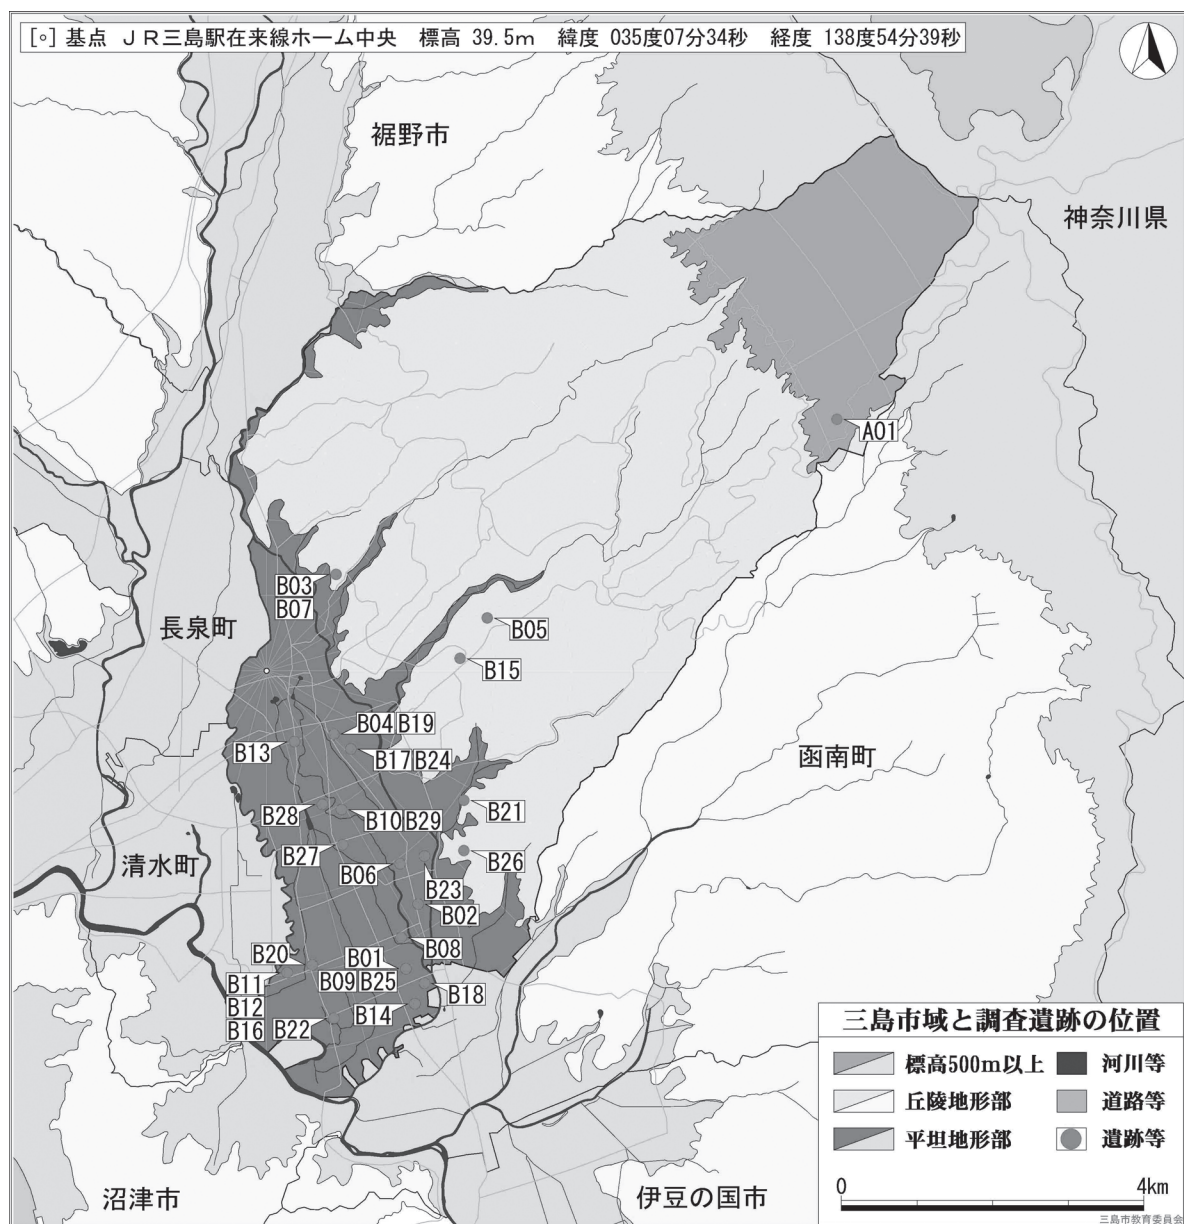 [∘] 基点 JR三島駅在来線ホーム中央 標高 39.5m 緯度 035度07分34秒 経度 138度54分39秒
裾野市
神奈川県
A01
B03
B07
長泉町
B05
B15
B04 B19
B13
B17 B24
函南町
B28
B10 B29
B21
清水町
B27
B06
B26
B23
B02
B08
B20
B01
B11
B09 B25
B18
B12
B14
B16
B22
沼津市
伊豆の国市
三島市域と調査遺跡の位置
標高500m以上 河川等
丘陵地形部 道路等
平坦地形部 遺跡等
0 4km
三島市教育委員会